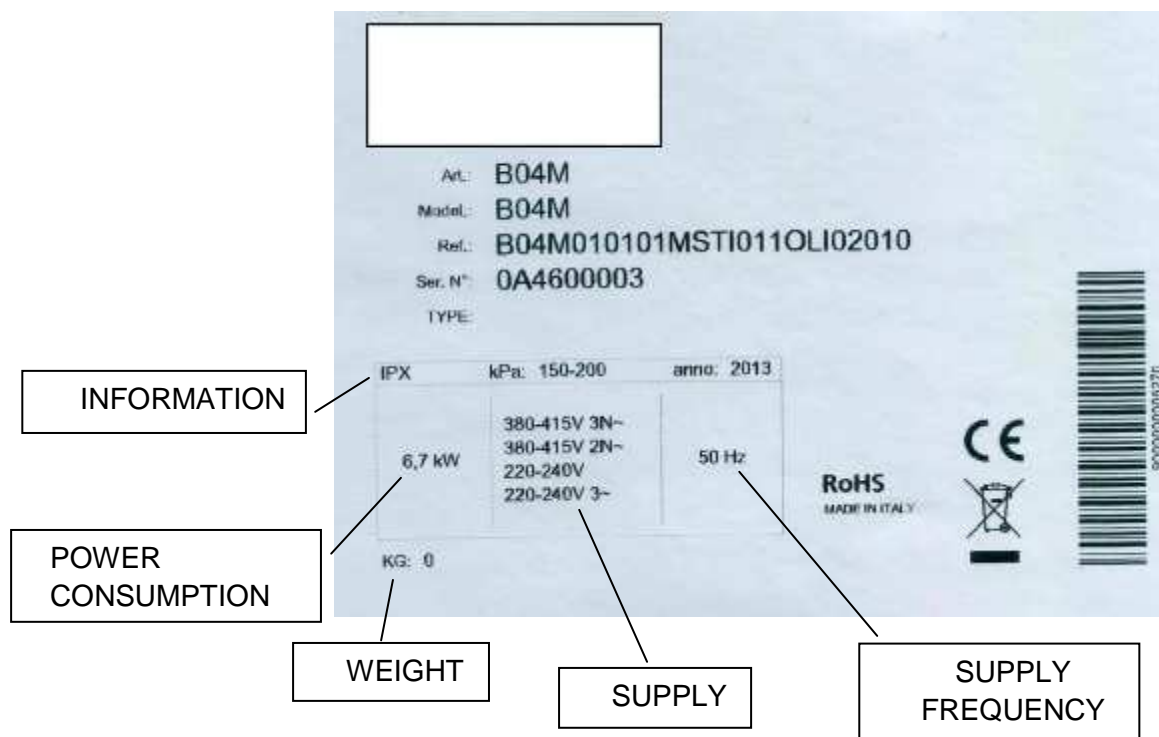 Art.: B04M
Model.: B04M
Ref.: B04M010101MSTI011OLI02010
Ser. N°: 0A4600003
TYPE:
IPX kPa: 150-200 anno: 2013
INFORMATION
380-415V 3N~
380-415V 2N~
6,7 kW 220-240V 50 Hz
220-240V 3~
RoHS
MADE IN ITALY
CE
KG: 0
POWER
CONSUMPTION
WEIGHT
SUPPLY
SUPPLY
FREQUENCY